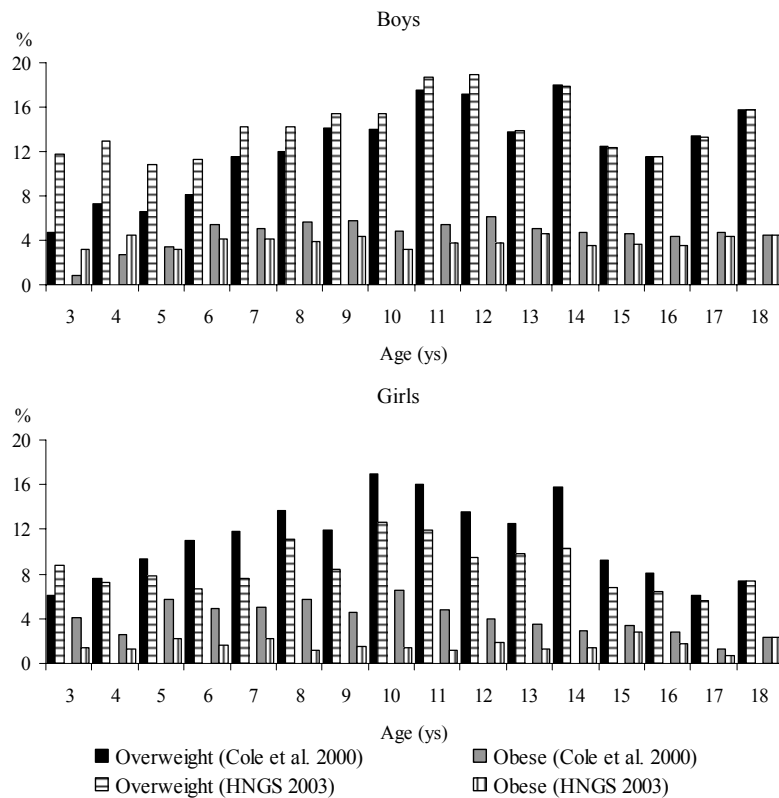 Boys
%
20
16
12
8
4
0
3 4 5 6 7 8 9 10 11 12 13 14 15 16 17 18
Age (ys)
Girls
%
20
16
12
8
4
0
3 4 5 6 7 8 9 10 11 12 13 14 15 16 17 18
Age (ys)
Overweight (Cole et al. 2000) Obese (Cole et al. 2000)
Overweight (HNGS 2003) Obese (HNGS 2003)